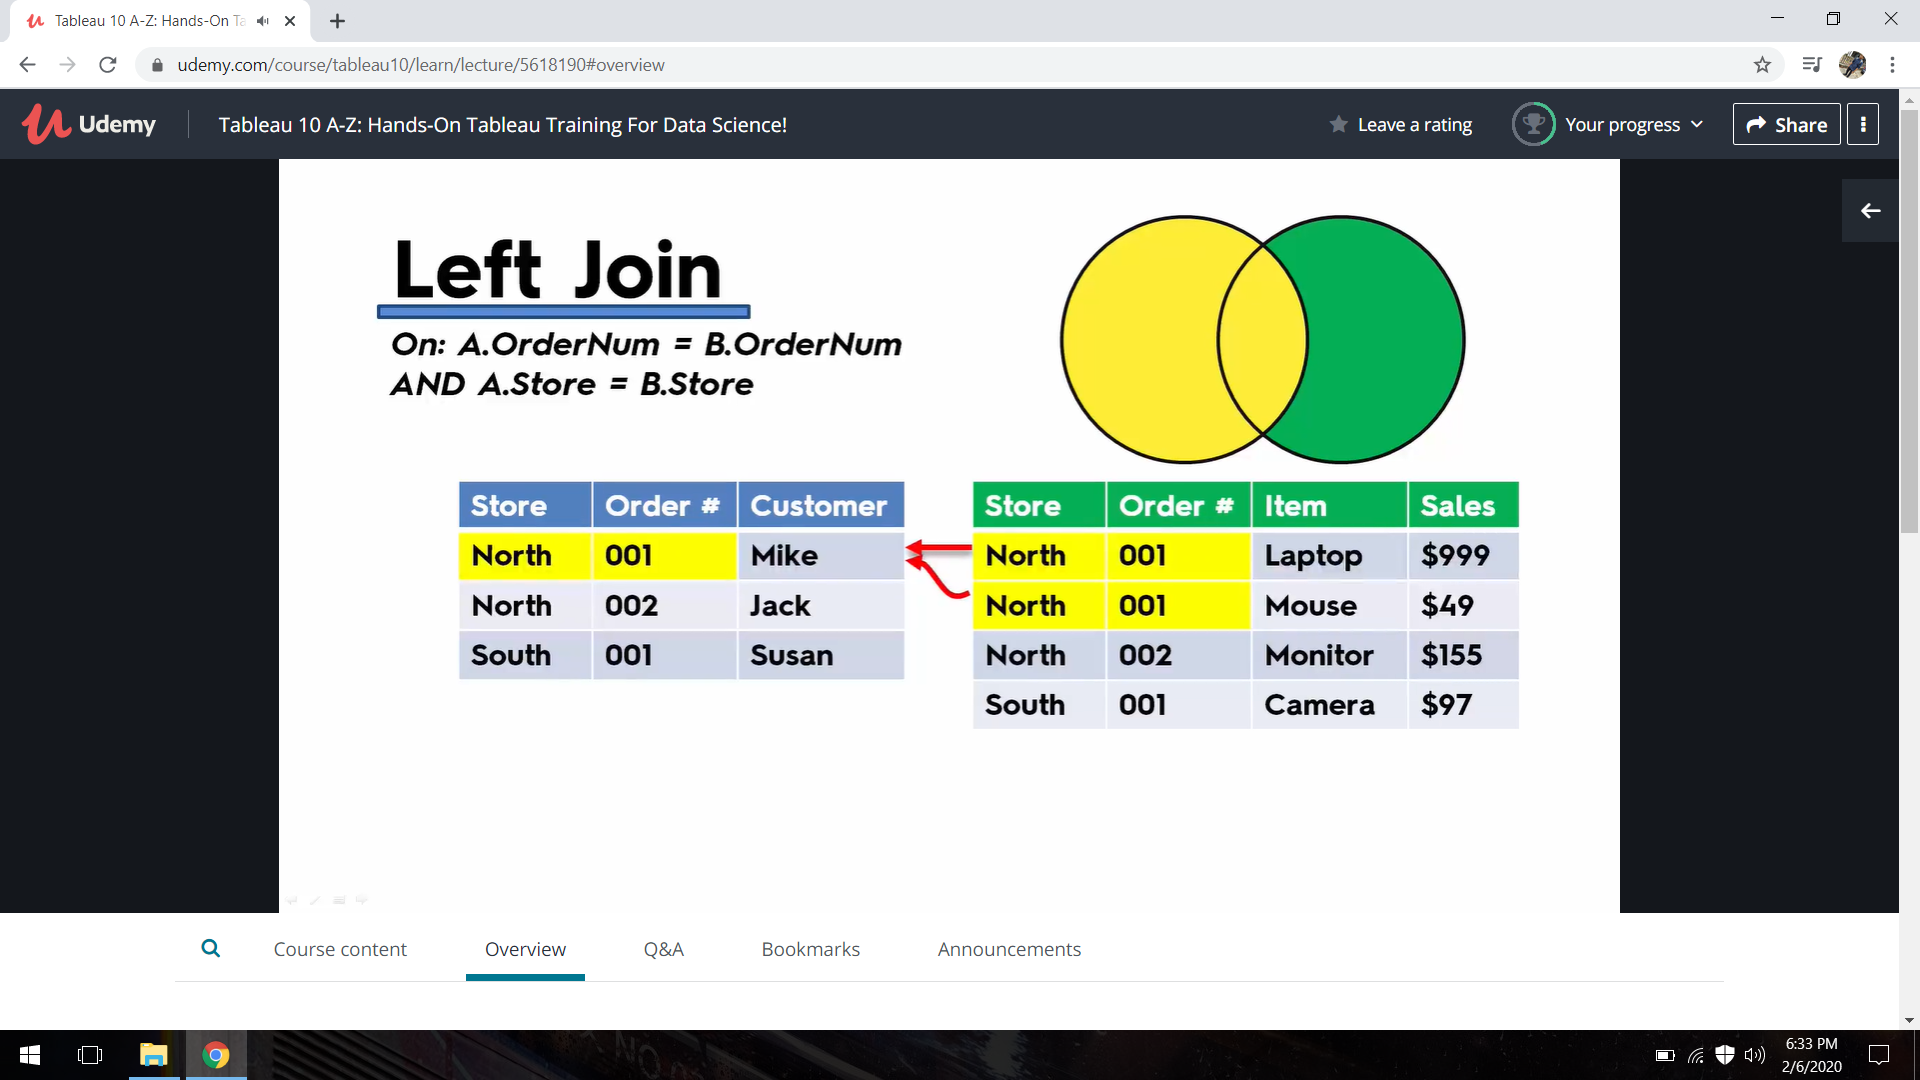 Tableau 10 A-Z: Hands-On Ta
udemy.com/course/tableau10/learn/lecture/5618190#overview
Udemy
Tableau 10 A-Z: Hands-On Tableau Training For Data Science!
Leave a rating
Your progress
Share
Left Join
On: A.OrderNum = B.OrderNum
AND A.Store = B.Store
Store Order # Customer
North 001 Mike
North 002 Jack
South 001 Susan
Store Order # Item Sales
North 001 Laptop $999
North 001 Mouse $49
North 002 Monitor $155
South 001 Camera $97
Course content
Overview
Q&A
Bookmarks
Announcements
6:33 PM
2/6/2020